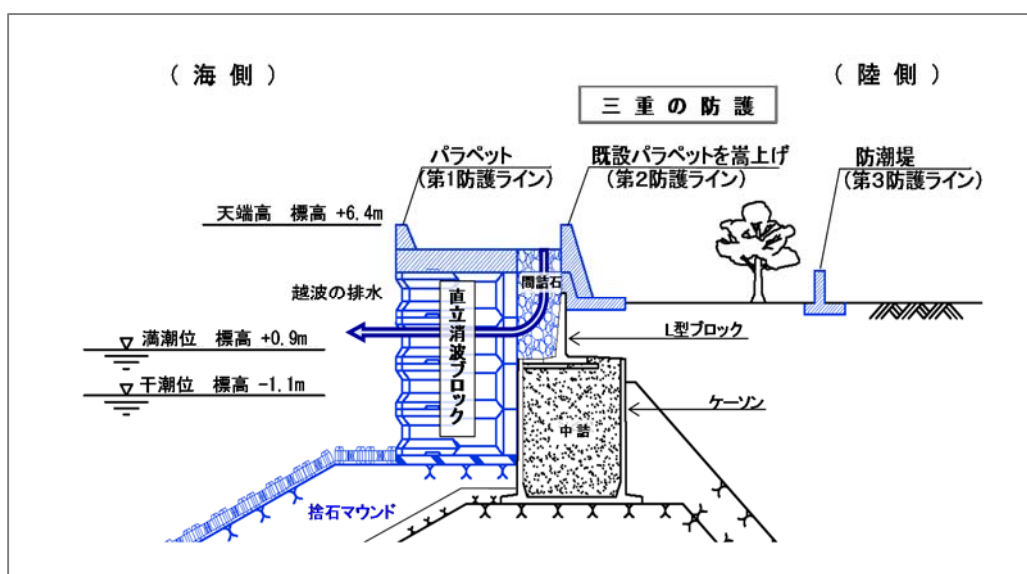 （ 海 側 ）
（ 陸 側 ）
三 重 の 防 護
パラペット
（第1防護ライン）
既設パラペットを嵩上げ
（第2防護ライン）
防潮堤
（第3防護ライン）
天端高 標高 +6.4m
間詰石
越波の排水
直立消波ブロック
満潮位 標高 +0.9m
L型ブロック
干潮位 標高 -1.1m
ケーソン
中詰
捨石マウンド